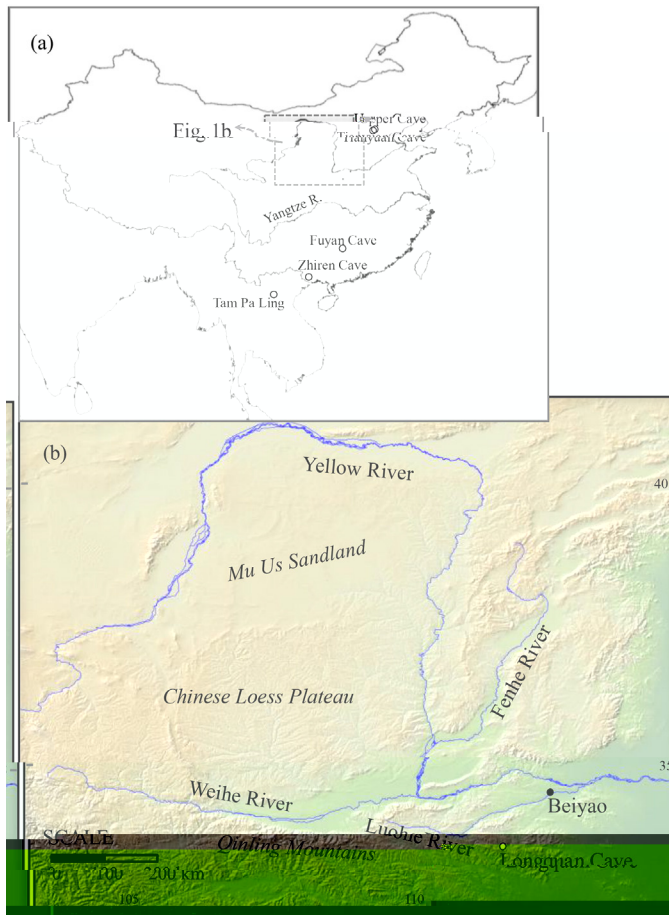 (a)
Upper Cave
Fig. 1b
Tianyuan Cave
Yangtze R.
Fuyan Cave
Zhiren Cave
Tam Pa Ling
(b)
Yellow River
40
Mu Us Sandland
Fenhe River
Chinese Loess Plateau
35
Weihe River
Beiyao
Luohe River
SCALE
Qinling Mountains
Longquan Cave
0 100 200 km
105 110